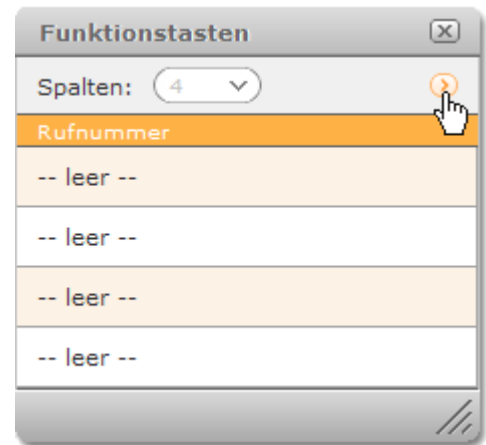 Funktionstasten
Spalten: 4
Rufnummer
-- leer --
-- leer --
-- leer --
-- leer --